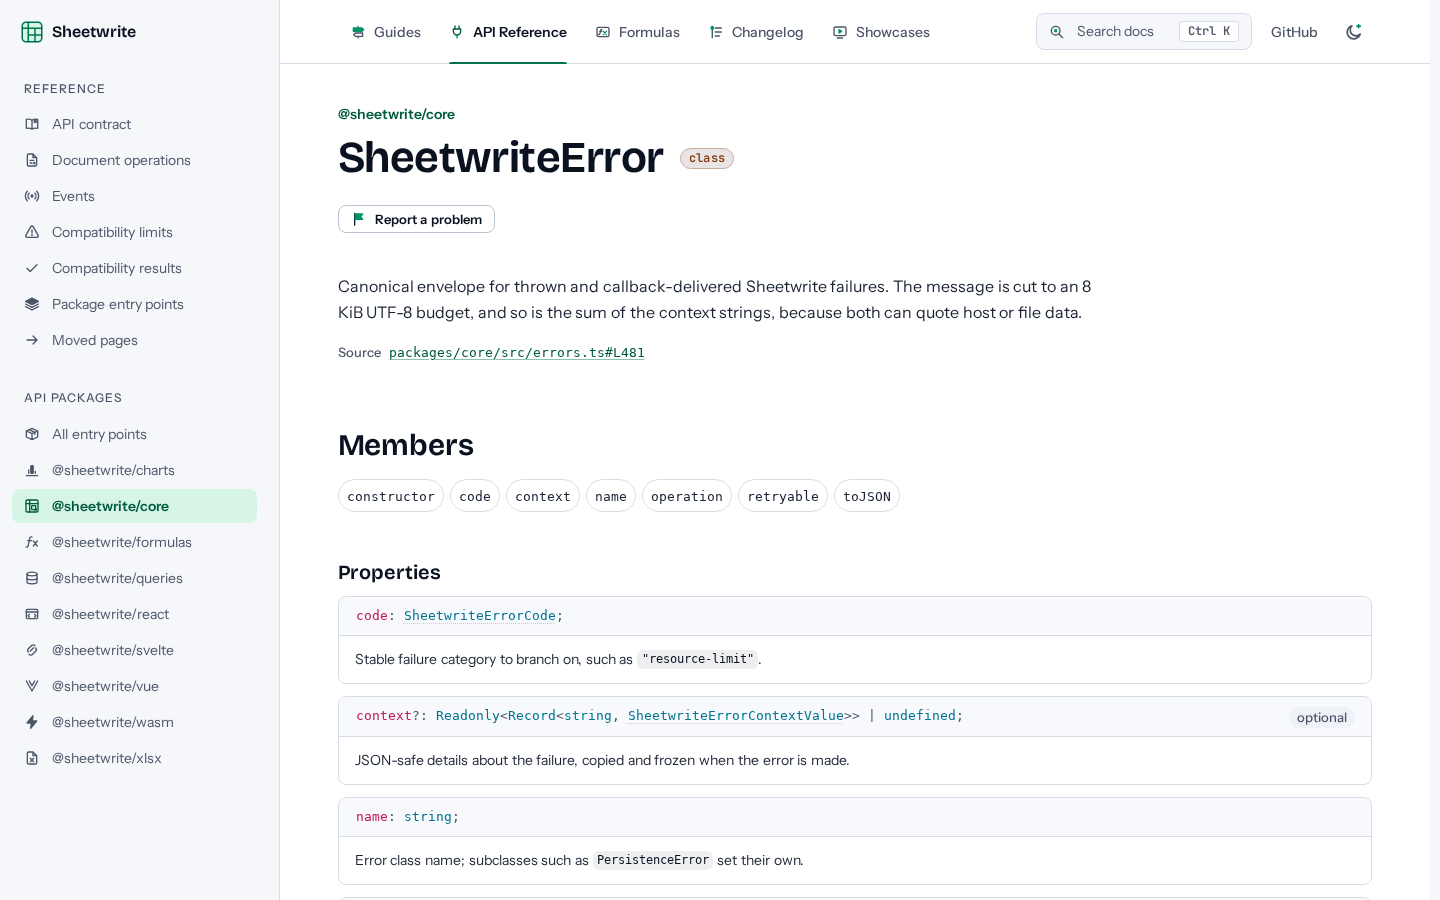 Sheetwrite
Guides
API Reference
Formulas
Changelog
Showcases
Search docs
Ctrl K
GitHub
REFERENCE
API contract
Document operations
Events
Compatibility limits
Compatibility results
Package entry points
Moved pages
API PACKAGES
All entry points
@sheetwrite/charts
@sheetwrite/core
@sheetwrite/formulas
@sheetwrite/queries
@sheetwrite/react
@sheetwrite/svelte
@sheetwrite/vue
@sheetwrite/wasm
@sheetwrite/xlsx
@sheetwrite/core
SheetwriteError class
Report a problem
Canonical envelope for thrown and callback-delivered Sheetwrite failures. The message is cut to an 8
KiB UTF-8 budget, and so is the sum of the context strings, because both can quote host or file data.
Source packages/core/src/errors.ts#L481
Members
constructor code context name operation retryable toJSON
Properties
code: SheetwriteErrorCode;
Stable failure category to branch on, such as "resource-limit".
context?: Readonly<Record<string, SheetwriteErrorContextValue>> | undefined; optional
JSON-safe details about the failure, copied and frozen when the error is made.
name: string;
Error class name; subclasses such as PersistenceError set their own.